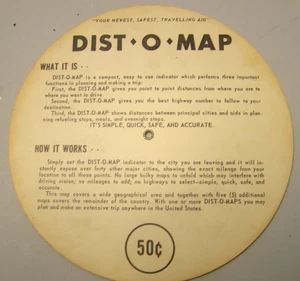 "YOUR NEWEST, SAFEST, TRAVELLING AID
DIST·O·MAP
WHAT IT IS - -
DIST-O-MAP is a compact, easy to use indicator which performs three important
functions in planning and making a trip:
First, the DIST-O-MAP gives you point to point distances from where you are to
where you want to drive.
Second, the DIST-O-MAP gives you the best highway number to follow to your
destination.
Third, the DIST-O-MAP shows distances between principal cities and aids in plan-
ning refueling stops, meals, and overnight stops.
IT'S SIMPLE, QUICK, SAFE, AND ACCURATE.
HOW IT WORKS - -
Simply set the DIST-O-MAP indicator to the city you are leaving and it will in-
stantly expose over forty other major cities, showing the exact mileage from your
location to all these points. No large bulky maps to unfold which may interfere with
driving vision; no mileages to add; no highways to select—simple, quick, safe, and
accurate.
This map covers a wide geographical area and together with five (5) additional
maps covers the remainder of the country. With one or more DIST-O-MAPS you may
plan and make an extensive trip anywhere in the United States.
50¢